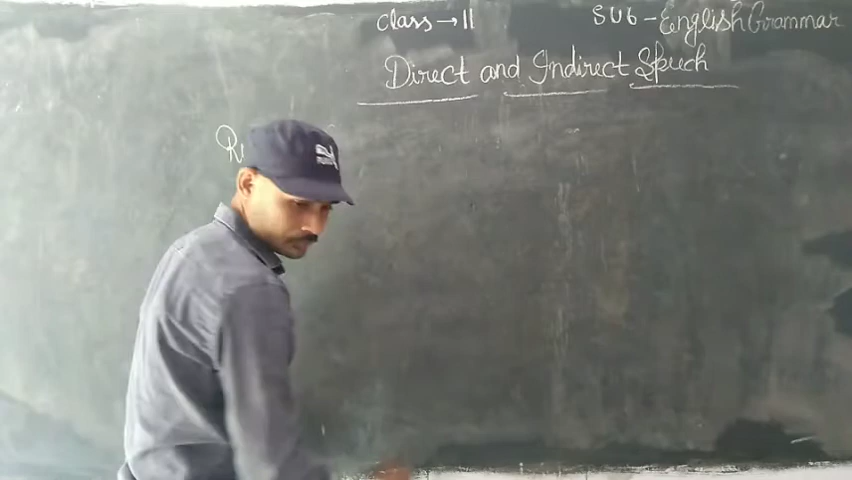 Class → 11 SUB - English Grammar
Direct and Indirect Speech